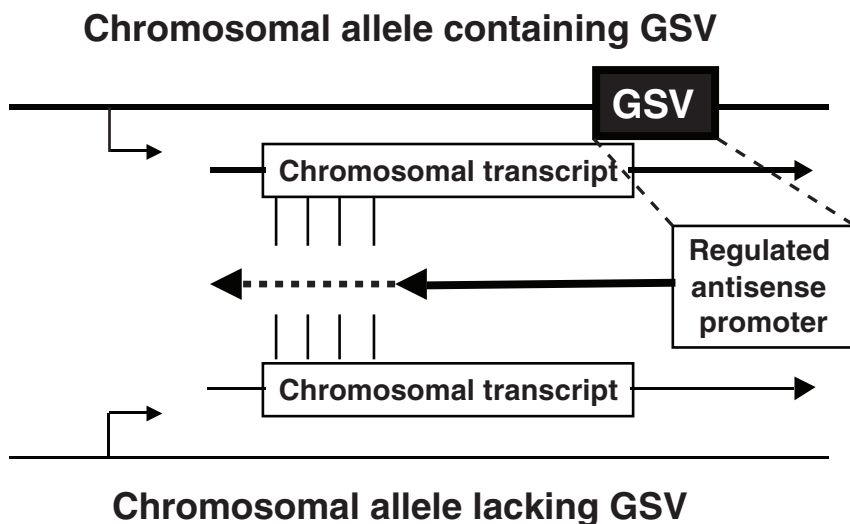 Chromosomal allele containing GSV
GSV
Chromosomal transcript
Regulated
antisense
promoter
Chromosomal transcript
Chromosomal allele lacking GSV